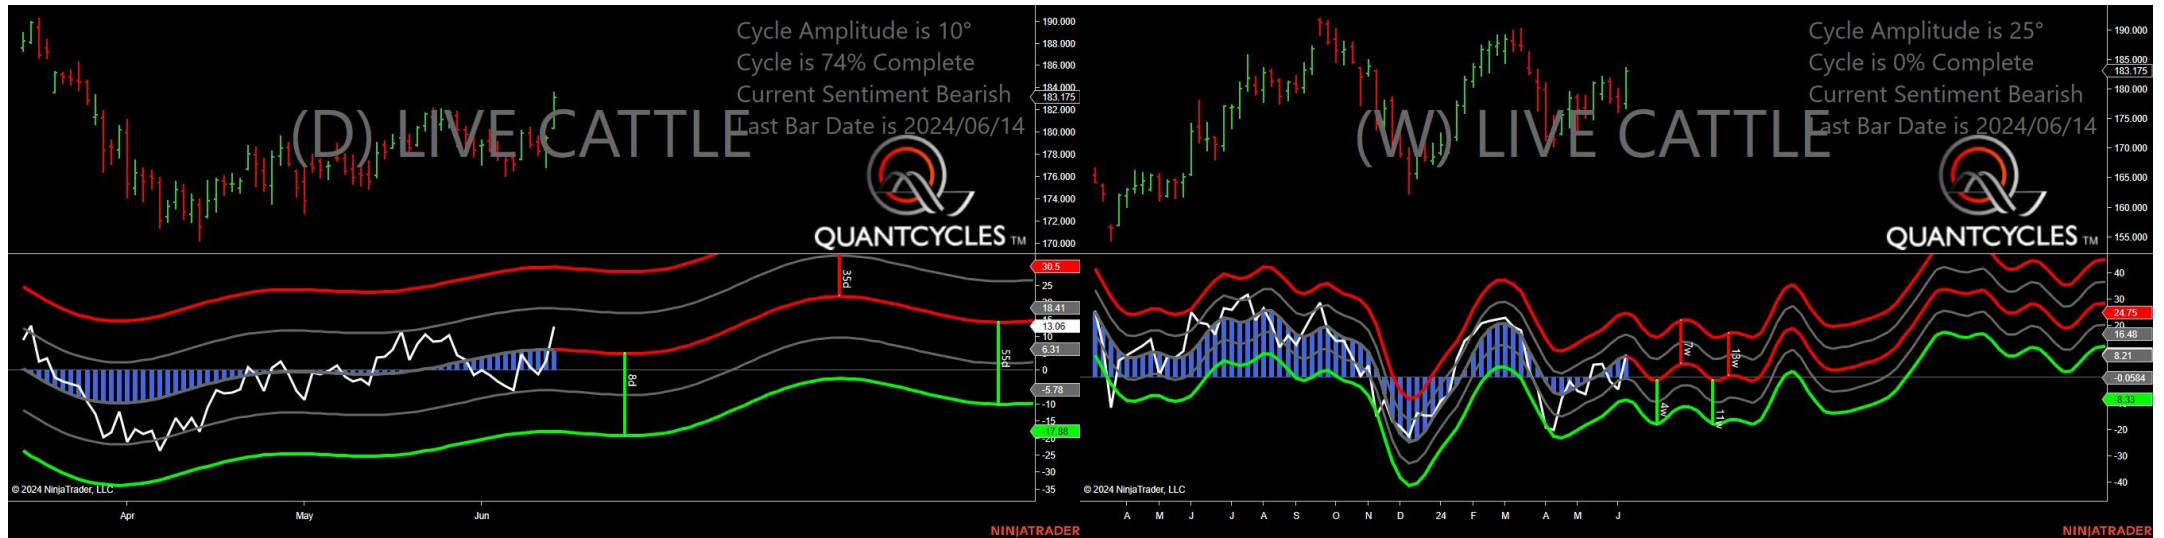 Cycle Amplitude is 10°
Cycle is 74% Complete
Current Sentiment Bearish
Last Bar Date is 2024/06/14
(D) LIVE CATTLE
QUANTCYCLES TM
190.000
188.000
186.000
184.000
183.175
182.000
180.000
178.000
176.000
174.000
172.000
170.000
30.5
25
18.41
15
13.06
10
6.31
0
-5.78
-10
-17.88
-20
-25
-30
-35
35d
55d
8d
© 2024 NinjaTrader, LLC
Apr May Jun
NINJATRADER
Cycle Amplitude is 25°
Cycle is 0% Complete
Current Sentiment Bearish
Last Bar Date is 2024/06/14
(W) LIVE CATTLE
QUANTCYCLES TM
190.000
185.000
183.175
180.000
175.000
170.000
165.000
160.000
155.000
40
30
24.75
20
16.48
8.21
-0.0584
-8.33
-20
-30
-40
7w
18w
4w
11w
© 2024 NinjaTrader, LLC
A M J J A S O N D 24 F M A M J
NINJATRADER